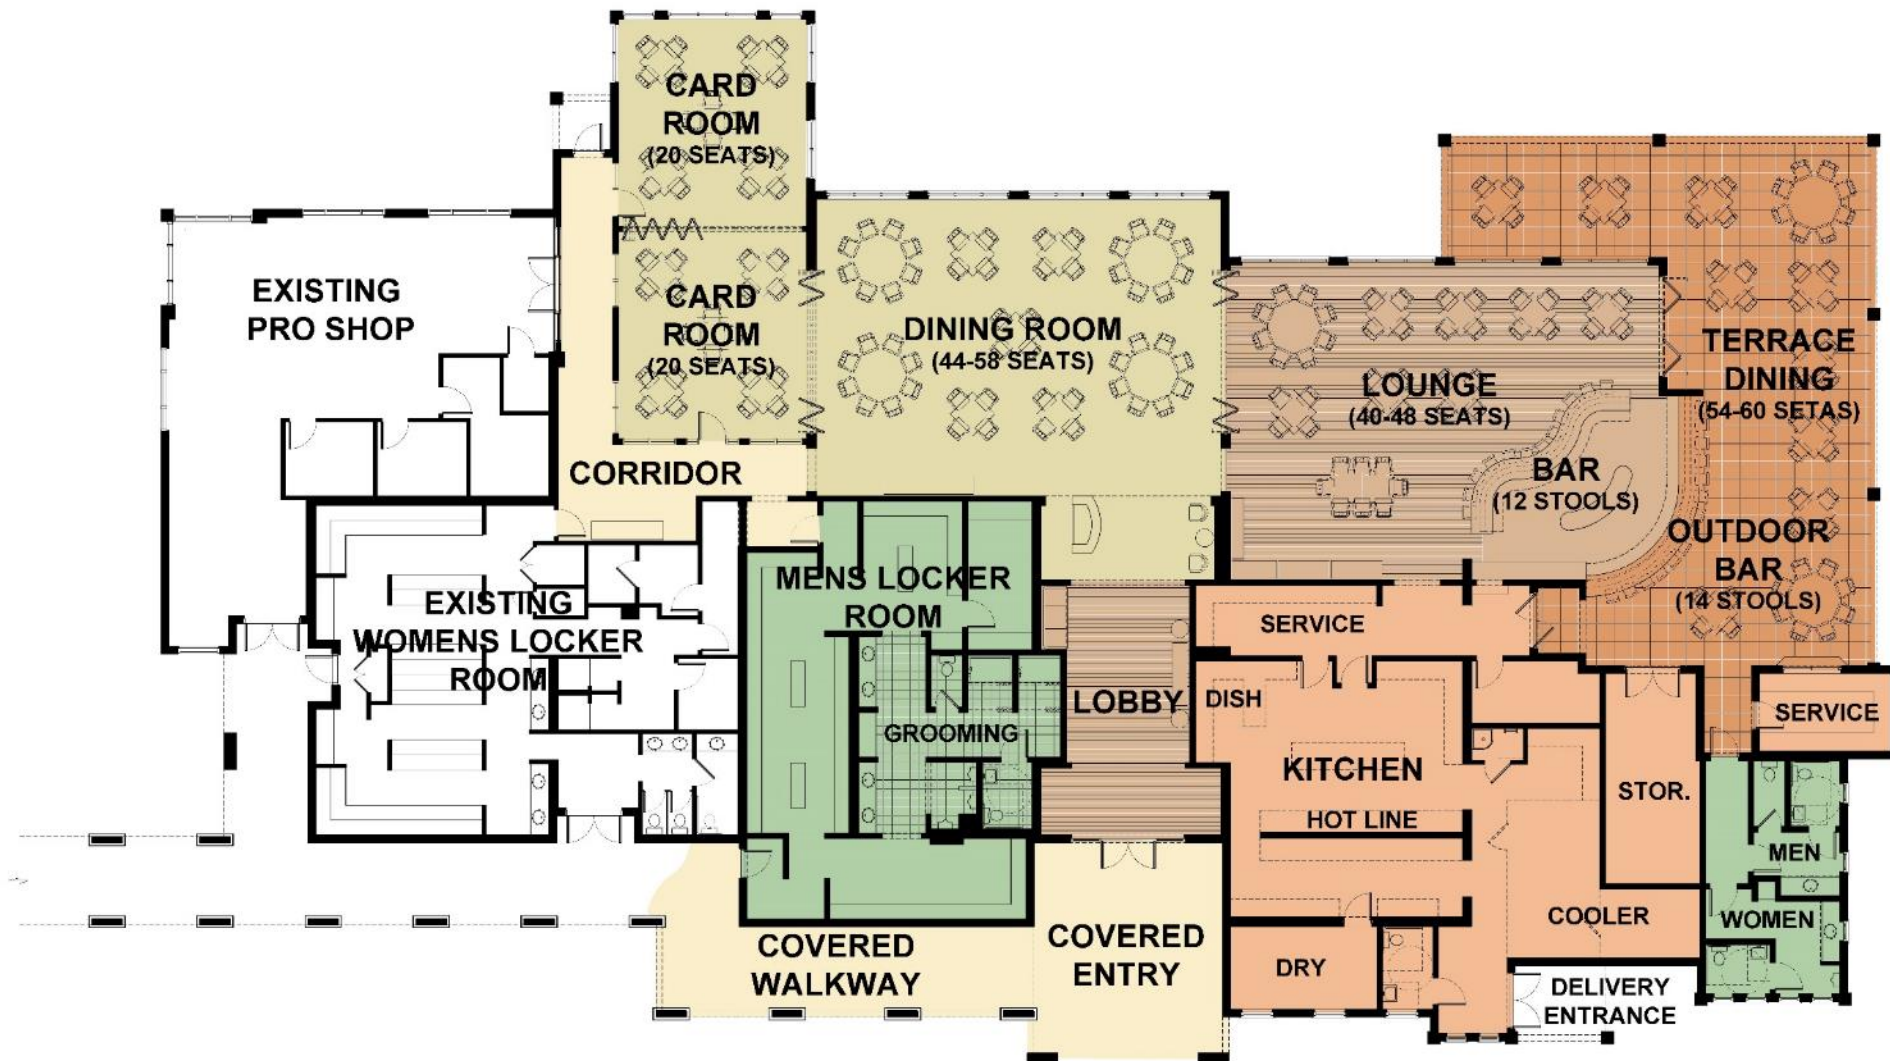 CARD
ROOM
(20 SEATS)
EXISTING
PRO SHOP
CARD
ROOM
(20 SEATS)
DINING ROOM
(44-58 SEATS)
LOUNGE
(40-48 SEATS)
TERRACE
DINING
(54-60 SETAS)
CORRIDOR
BAR
(12 STOOLS)
OUTDOOR
BAR
(14 STOOLS)
EXISTING
WOMENS LOCKER
ROOM
MENS LOCKER
ROOM
SERVICE
LOBBY
DISH
GROOMING
SERVICE
KITCHEN
STOR.
HOT LINE
MEN
COOLER
WOMEN
COVERED
WALKWAY
COVERED
ENTRY
DRY
DELIVERY
ENTRANCE